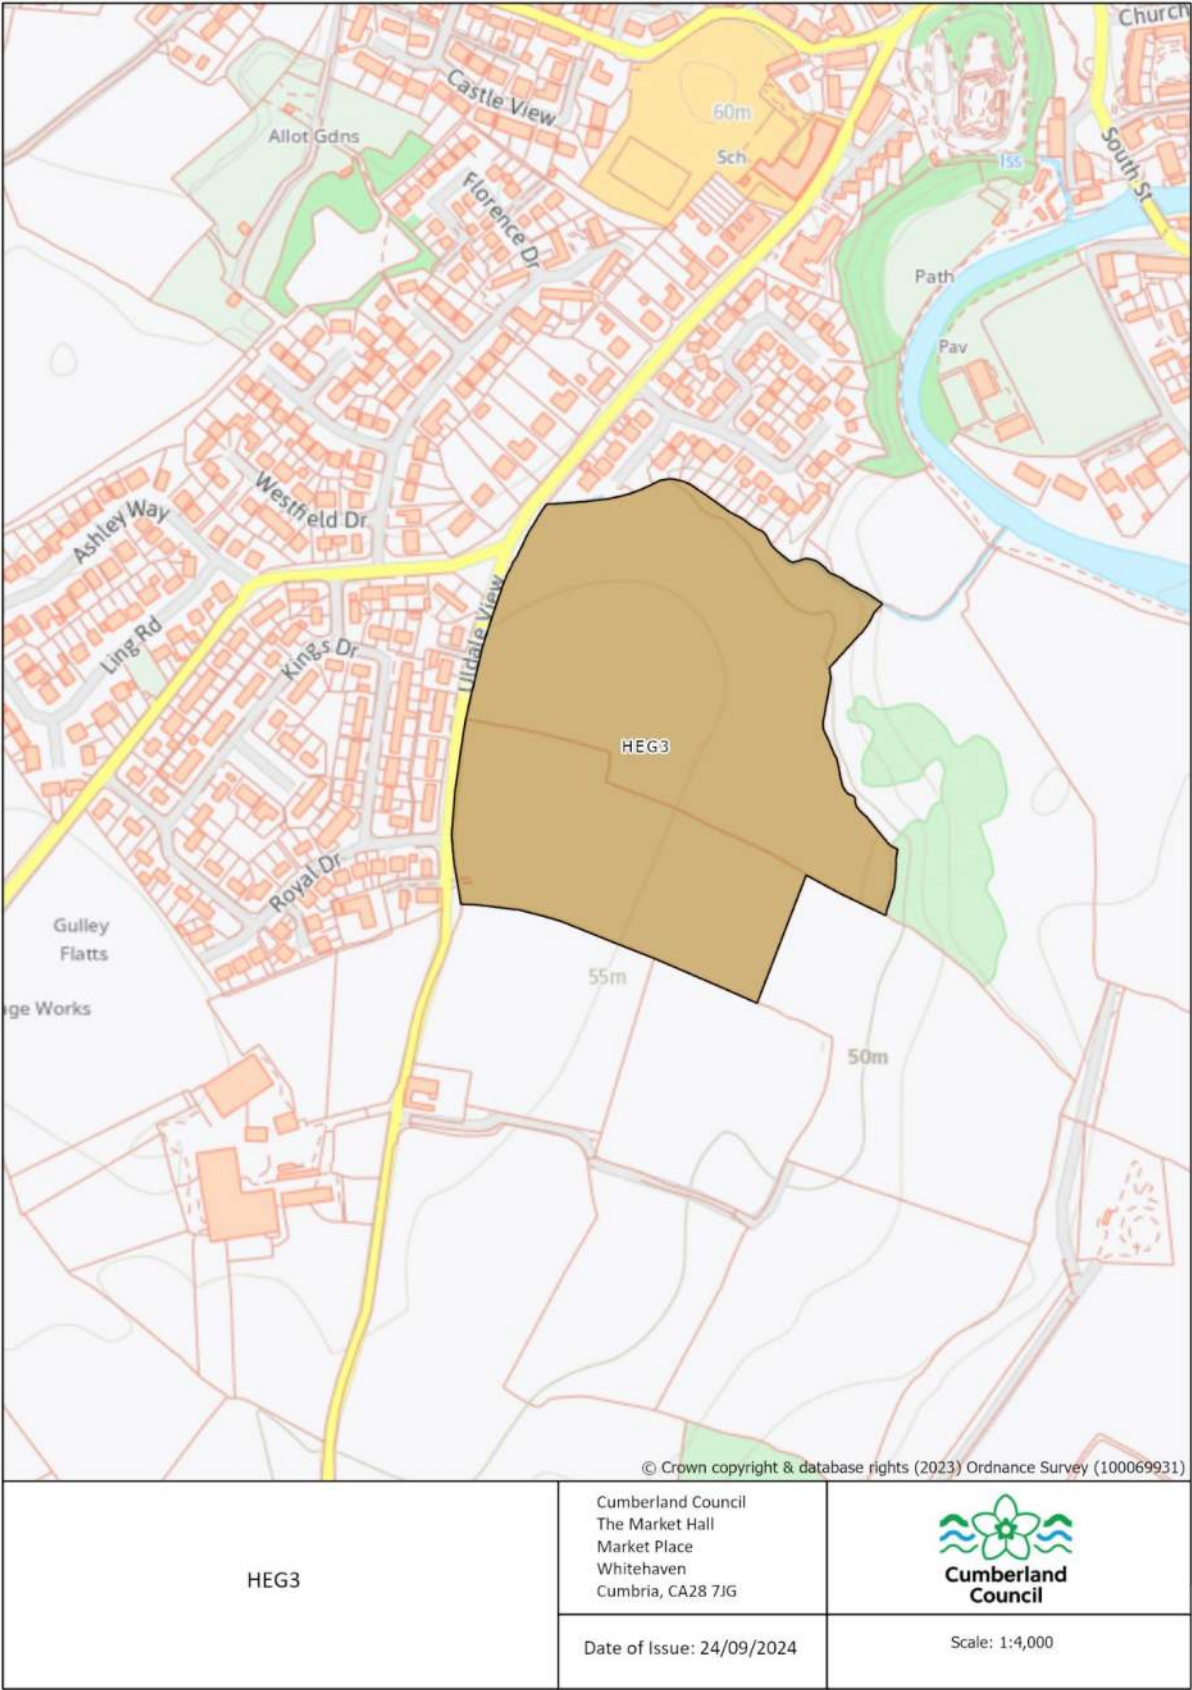 Church
Castle View
60m
Allot Gdns
Sch
South St
Iss
Florence Dr
Path
Pav
Westfield Dr
Ashley Way
Uldale View
Ling Rd
Kings Dr
HEG3
Royal Dr
Gulley
Flatts
55m
age Works
50m
© Crown copyright & database rights (2023) Ordnance Survey (100069931)
HEG3
Cumberland Council
The Market Hall
Market Place
Whitehaven
Cumbria, CA28 7JG
Date of Issue: 24/09/2024
Cumberland
Council
Scale: 1:4,000